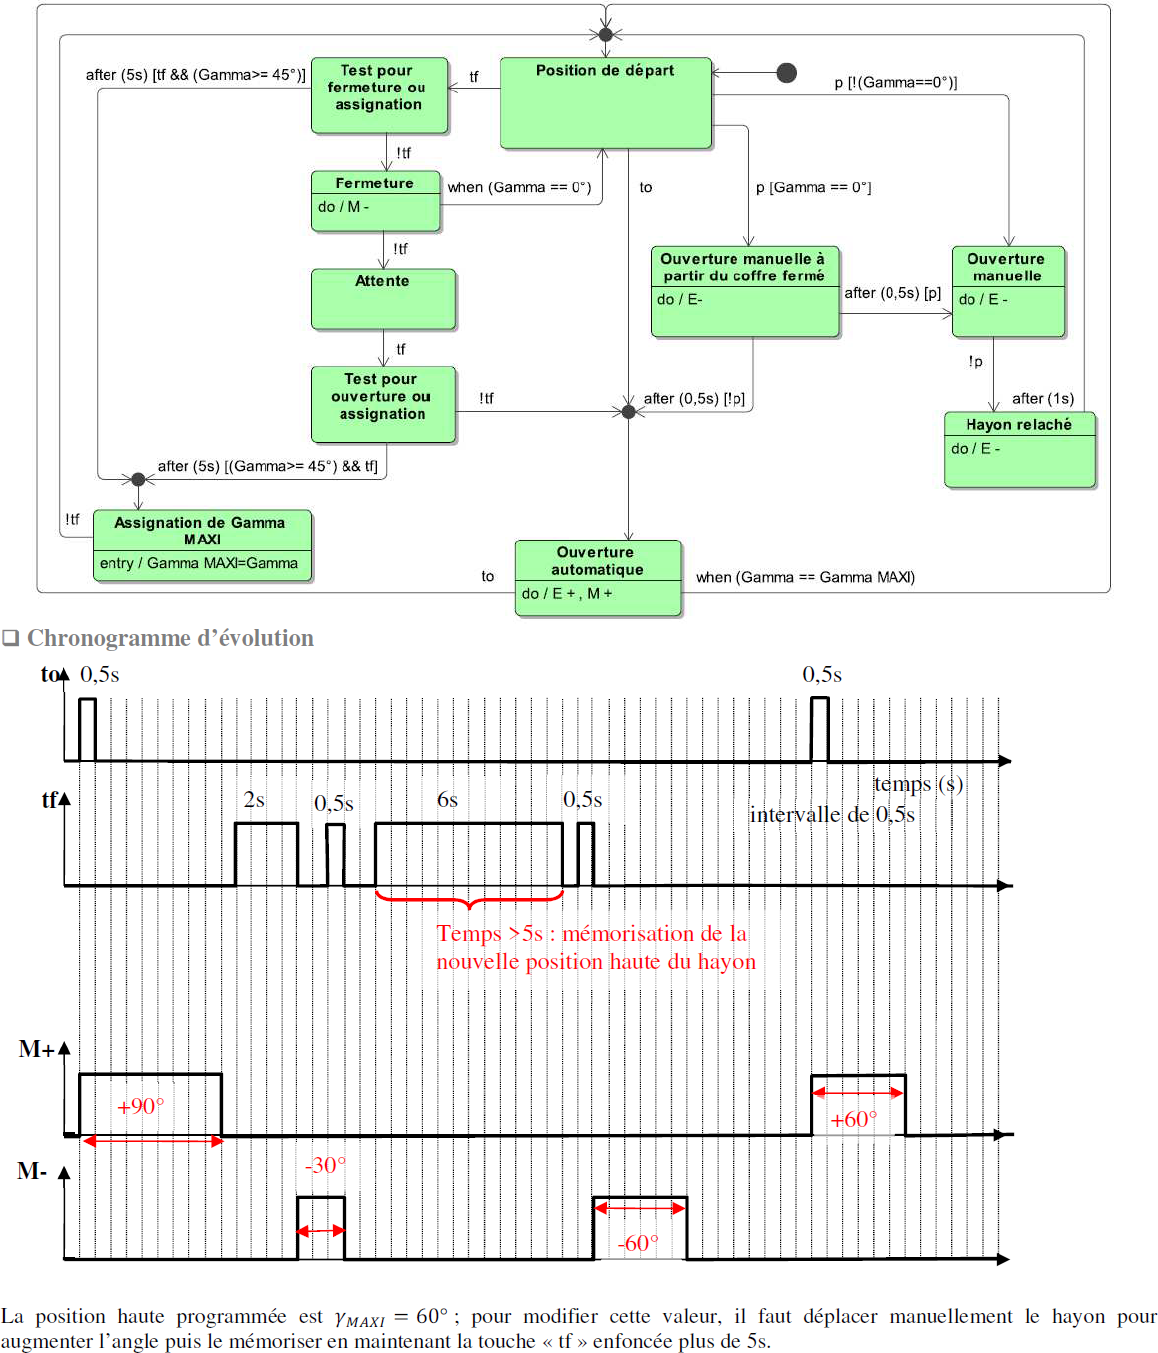 after (5s) [tf && (Gamma>= 45°)]
Test pour
fermeture ou
assignation
tf
Position de départ
p [!(Gamma==0°)]
!tf
Fermeture
do / M -
when (Gamma == 0°)
to
p [Gamma == 0°]
!tf
Attente
Ouverture manuelle à
partir du coffre fermé
do / E-
after (0,5s) [p]
Ouverture
manuelle
do / E -
tf
!p
Test pour
ouverture ou
assignation
!tf
after (0,5s) [!p]
after (1s)
Hayon relaché
do / E -
after (5s) [(Gamma>= 45°) && tf]
!tf
Assignation de Gamma
MAXI
entry / Gamma MAXI=Gamma
to
Ouverture
automatique
do / E + , M +
when (Gamma == Gamma MAXI)
❑ Chronogramme d’évolution
to
0,5s
0,5s
temps (s)
intervalle de 0,5s
tf
2s
0,5s
6s
0,5s
Temps >5s : mémorisation de la
nouvelle position haute du hayon
M+
+90°
+60°
M-
-30°
-60°
La position haute programmée est γMAXI = 60° ; pour modifier cette valeur, il faut déplacer manuellement le hayon pour
augmenter l’angle puis le mémoriser en maintenant la touche « tf » enfoncée plus de 5s.